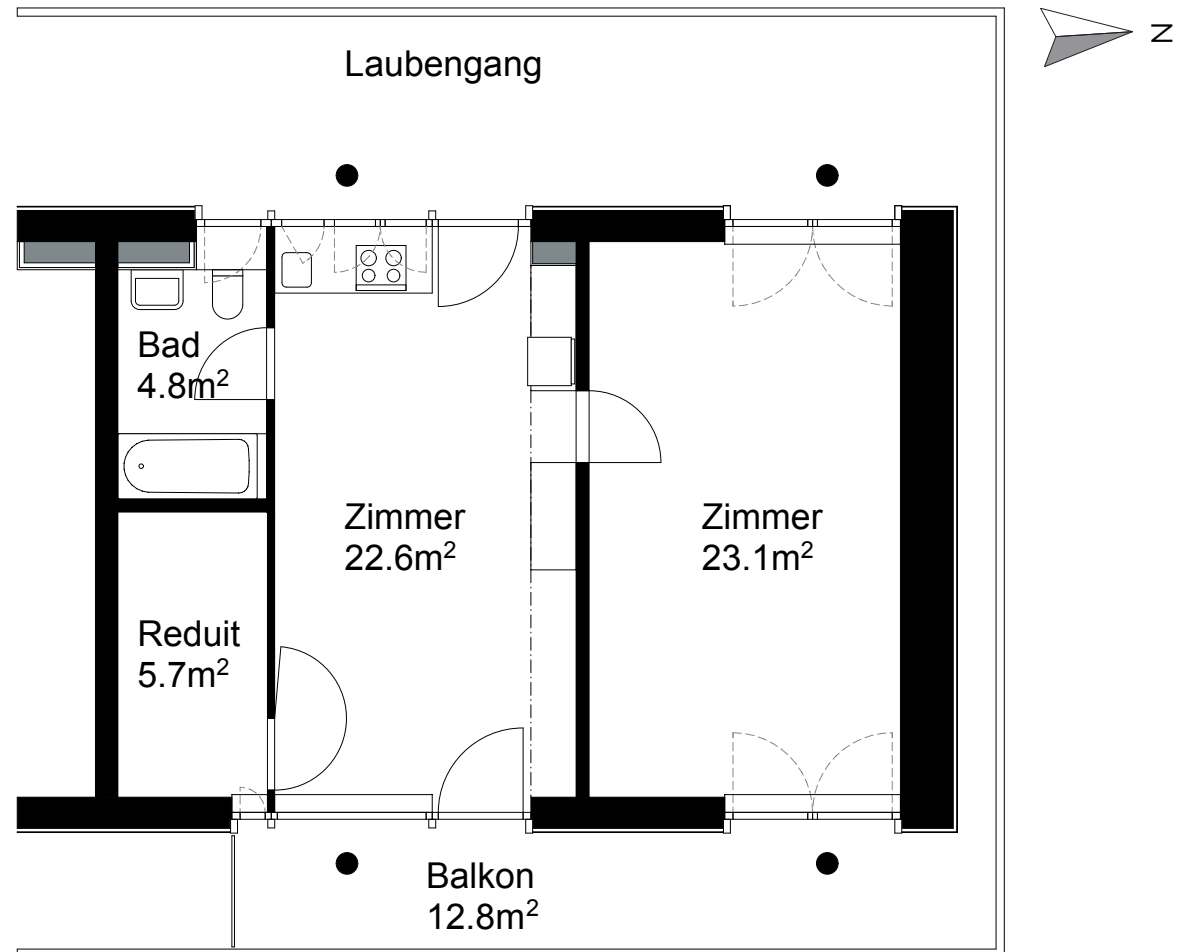 Laubengang
N
Bad
4.8m²
Zimmer
22.6m²
Zimmer
23.1m²
Reduit
5.7m²
Balkon
12.8m²